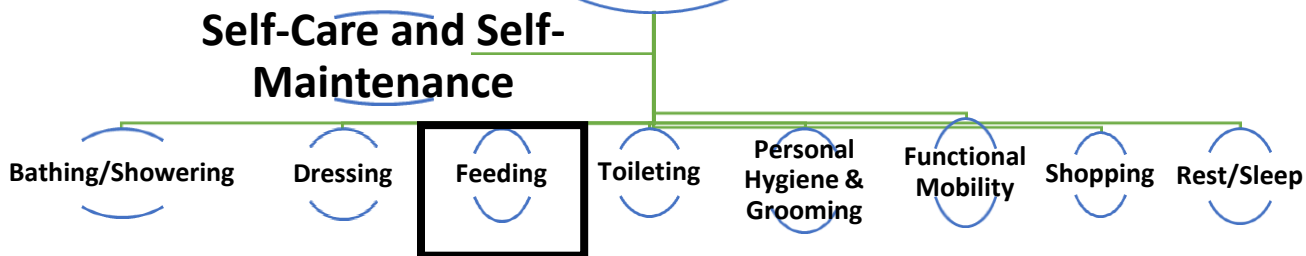 Self-Care and Self-
Maintenance
Bathing/Showering
Dressing
Feeding
Toileting
Personal
Hygiene &
Grooming
Functional
Mobility
Shopping
Rest/Sleep